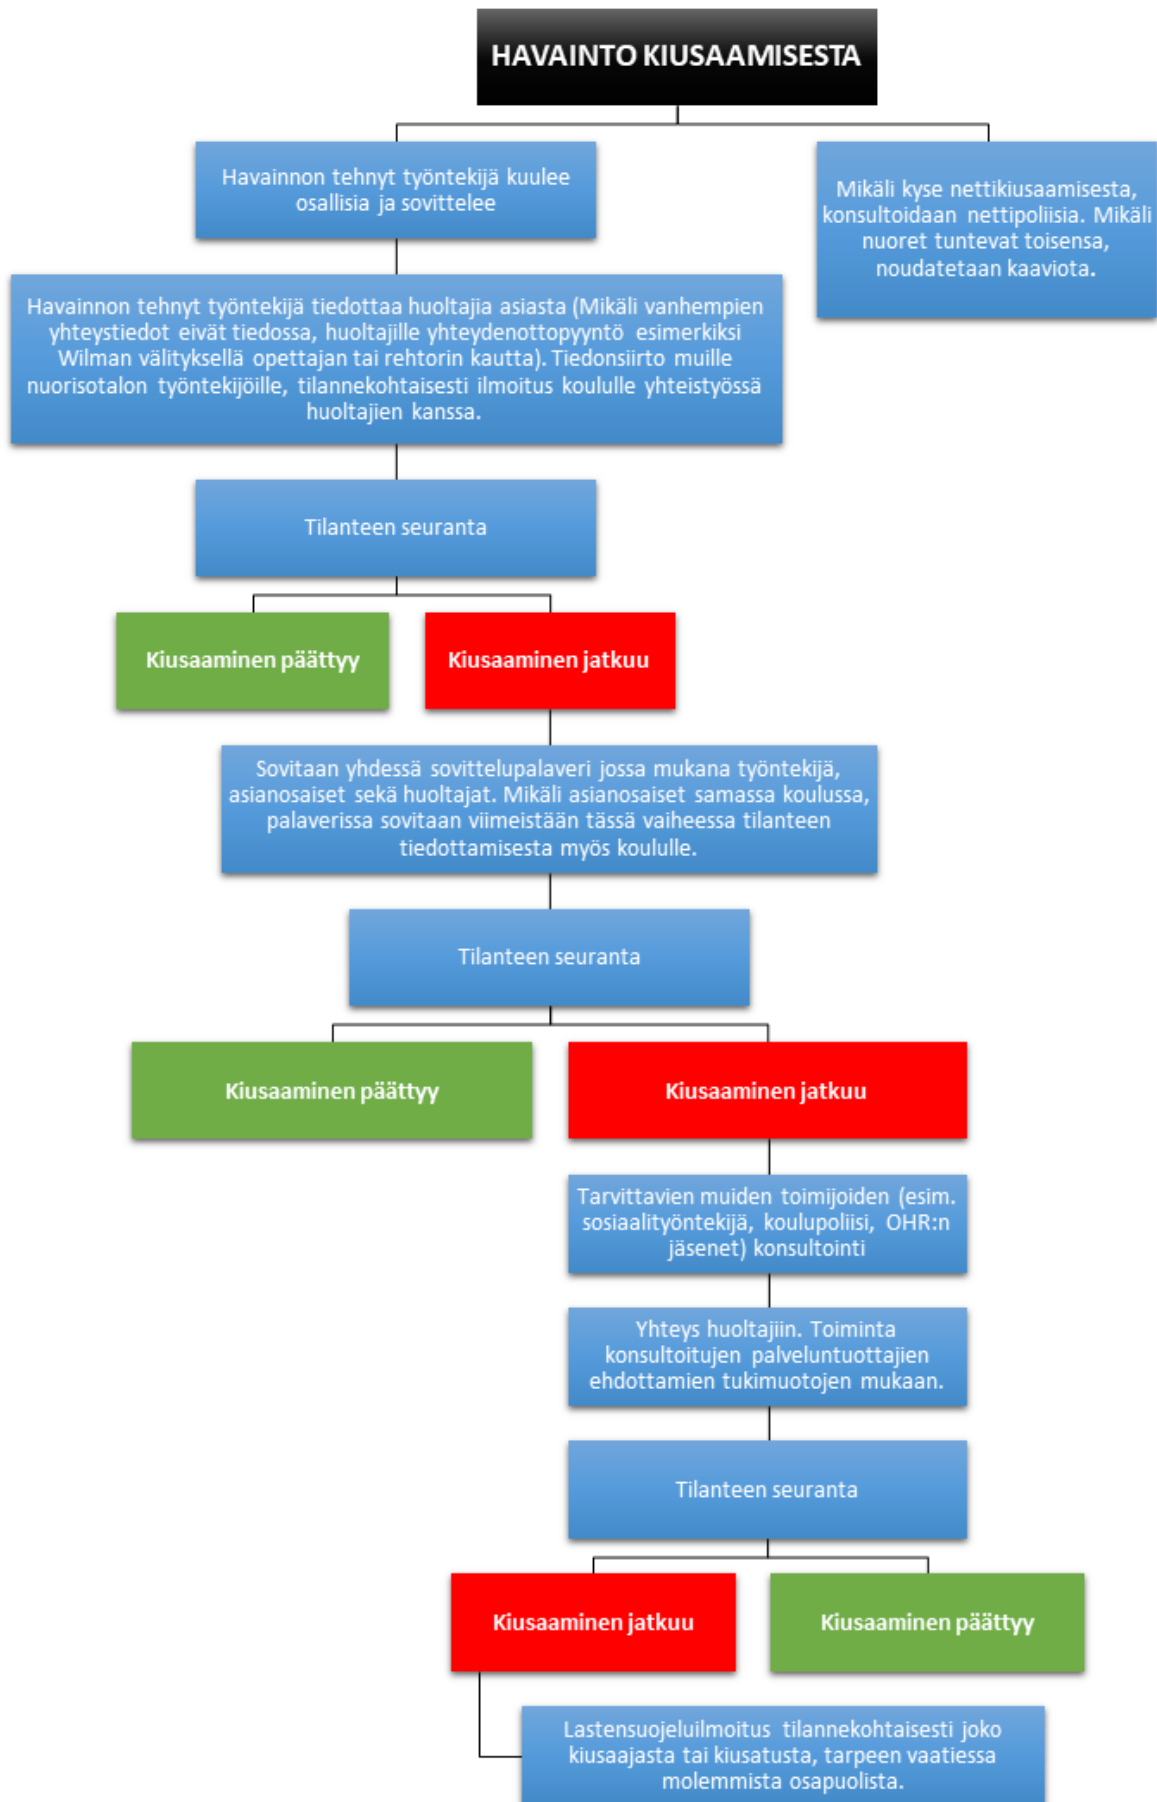 HAVAINTO KIUSAAMISESTA
Havainnon tehnyt työntekijä kuulee
osallisia ja sovittelee
Mikäli kyse nettikiusaamisesta,
konsultoidaan nettipoliisia. Mikäli
nuoret tuntevat toisensa,
noudatetaan kaaviota.
Havainnon tehnyt työntekijä tiedottaa huoltajia asiasta (Mikäli vanhempien
yhteystiedot eivät tiedossa, huoltajille yhteydenottopyyntö esimerkiksi
Wilman välityksellä opettajan tai rehtorin kautta). Tiedonsiirto muille
nuorisotalon työntekijöille, tilannekohtaisesti ilmoitus koululle yhteistyössä
huoltajien kanssa.
Tilanteen seuranta
Kiusaaminen päättyy
Kiusaaminen jatkuu
Sovitaan yhdessä sovittelupalaveri jossa mukana työntekijä,
asianosaiset sekä huoltajat. Mikäli asianosaiset samassa koulussa,
palaverissa sovitaan viimeistään tässä vaiheessa tilanteen
tiedottamisesta myös koululle.
Tilanteen seuranta
Kiusaaminen päättyy
Kiusaaminen jatkuu
Tarvittavien muiden toimijoiden (esim.
sosiaalityöntekijä, koulupoliisi, OHR:n
jäsenet) konsultointi
Yhteys huoltajiin. Toiminta
konsultoitujen palveluntuottajien
ehdottamien tukimuotojen mukaan.
Tilanteen seuranta
Kiusaaminen jatkuu
Kiusaaminen päättyy
Lastensuojeluilmoitus tilannekohtaisesti joko
kiusaajasta tai kiusatusta, tarpeen vaatiessa
molemmista osapuolista.